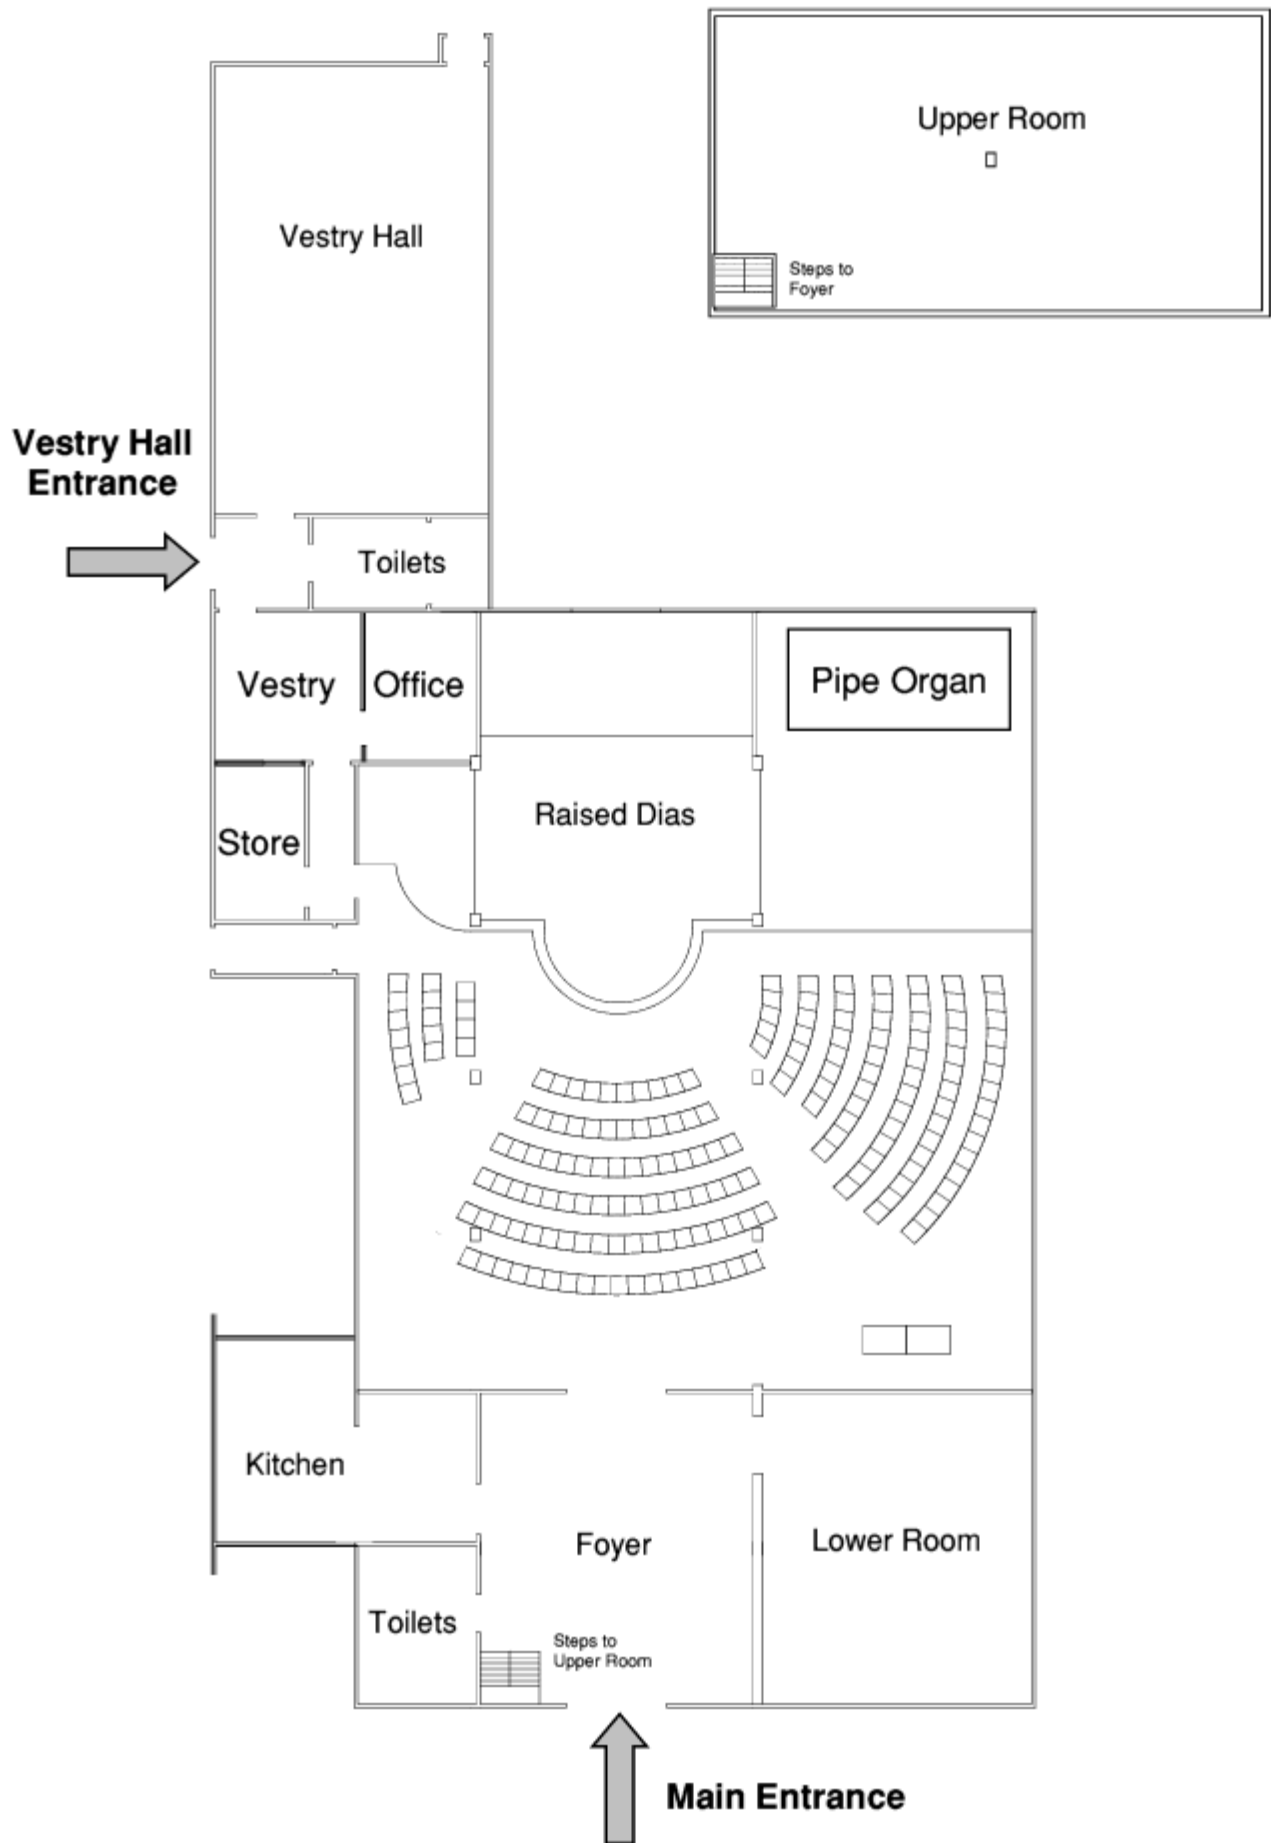 Upper Room
Steps to
Foyer
Vestry Hall
Vestry Hall
Entrance
Toilets
Vestry
Office
Pipe Organ
Raised Dias
Store
Kitchen
Foyer
Lower Room
Toilets
Steps to
Upper Room
Main Entrance